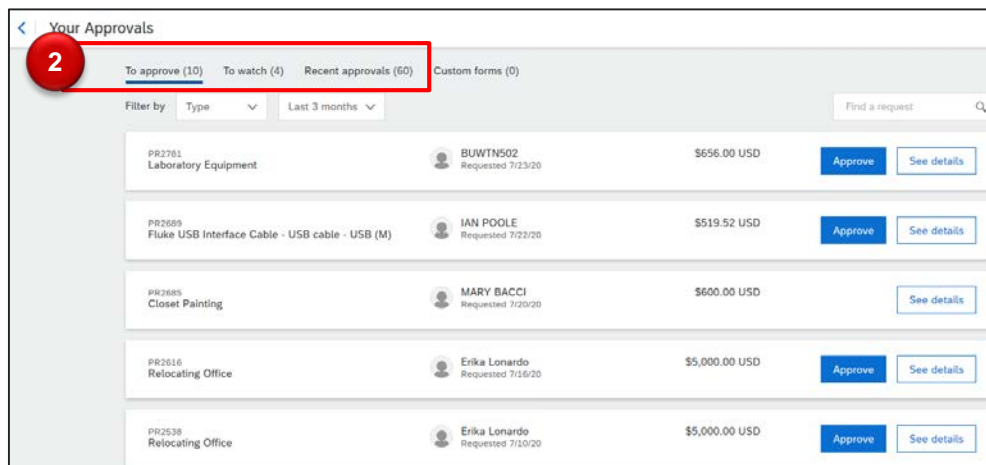 Your Approvals
2
To approve (10) To watch (4) Recent approvals (60) Custom forms (0)
Filter by Type Last 3 months Find a request
PR2781 BUWTN502 $656.00 USD Approve See details
Laboratory Equipment Requested 7/23/20
PR2689 IAN POOLE $519.52 USD Approve See details
Fluke USB Interface Cable - USB cable - USB (M) Requested 7/22/20
PR2685 MARY BACCI $600.00 USD See details
Closet Painting Requested 7/20/20
PR2616 Erika Lonardo $5,000.00 USD Approve See details
Relocating Office Requested 7/16/20
PR2538 Erika Lonardo $5,000.00 USD Approve See details
Relocating Office Requested 7/10/20